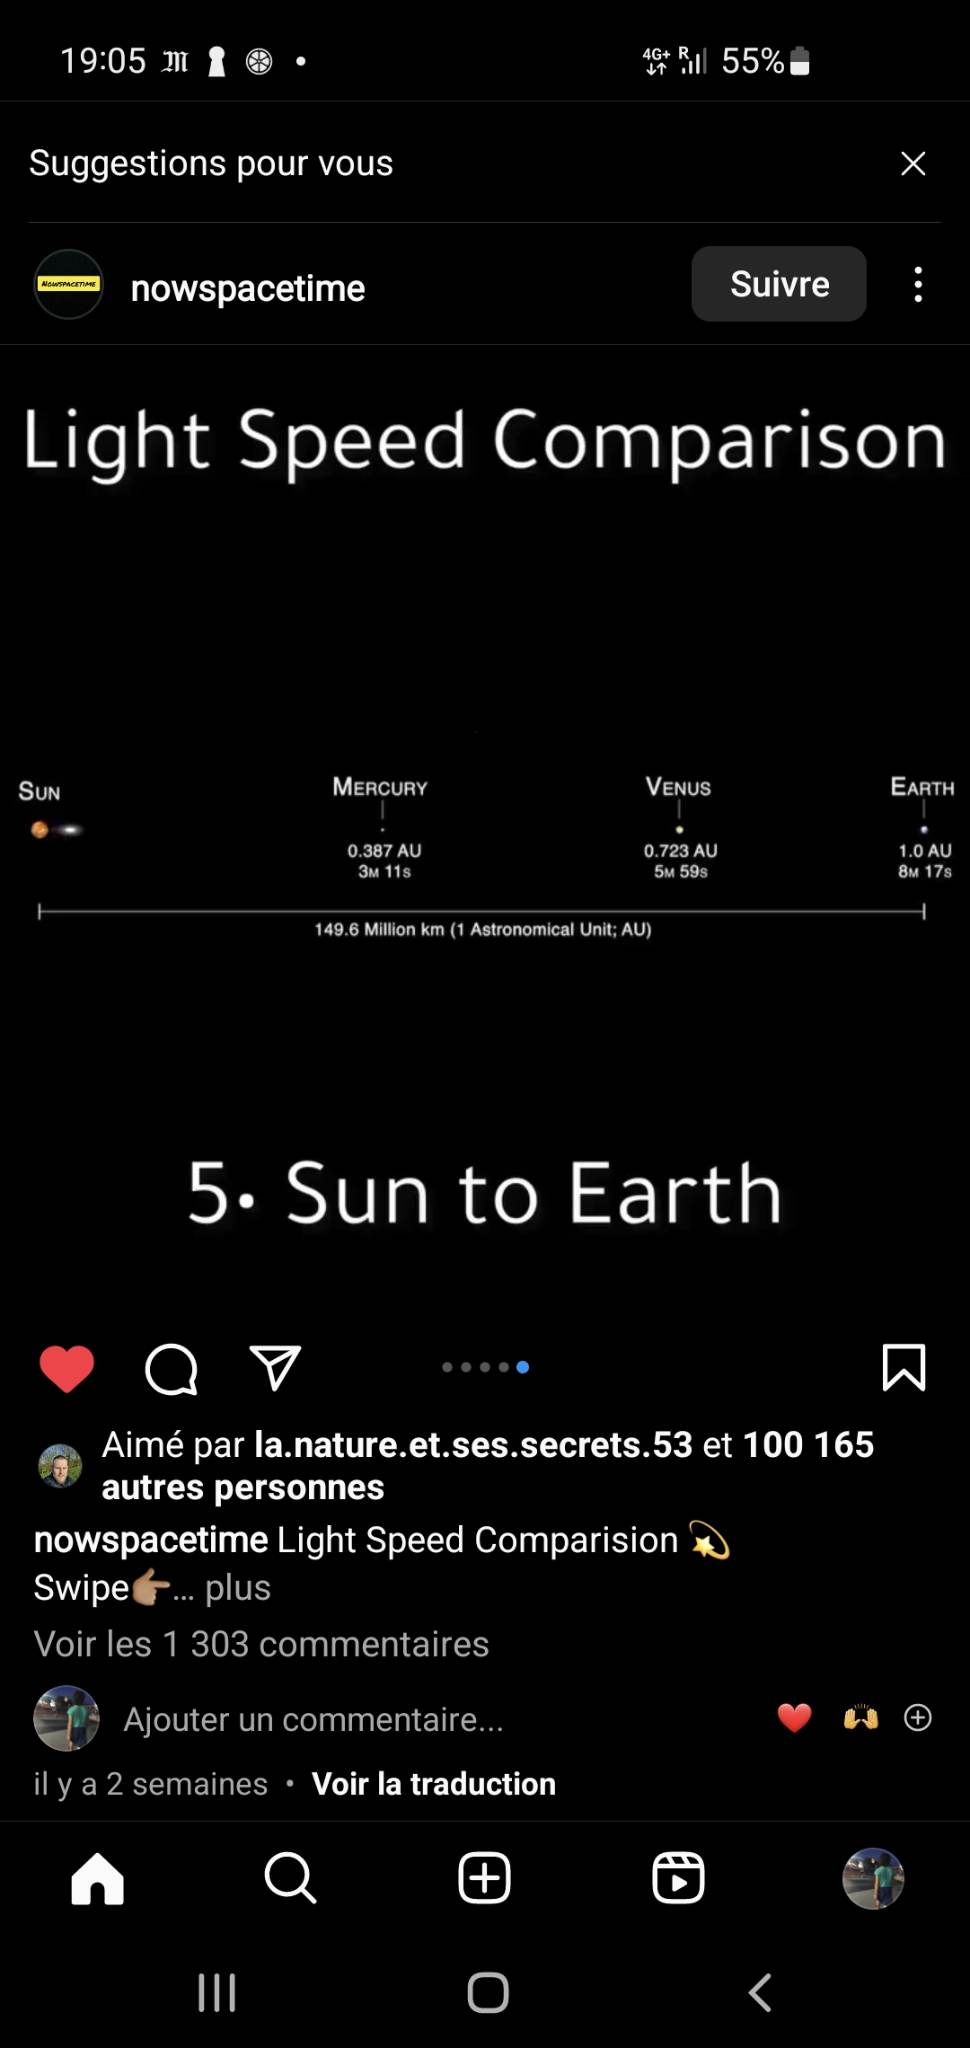 19:05
4G+ R 55%
Suggestions pour vous
NOWSPACETIME
nowspacetime
Suivre
Light Speed Comparison
SUN MERCURY VENUS EARTH
0.387 AU 0.723 AU 1.0 AU
3M 11S 5M 59S 8M 17S
149.6 Million km (1 Astronomical Unit; AU)
5. Sun to Earth
Aimé par la.nature.et.ses.secrets.53 et 100 165
autres personnes
nowspacetime Light Speed Comparision 💫
Swipe👉🏽... plus
Voir les 1 303 commentaires
Ajouter un commentaire...
il y a 2 semaines • Voir la traduction